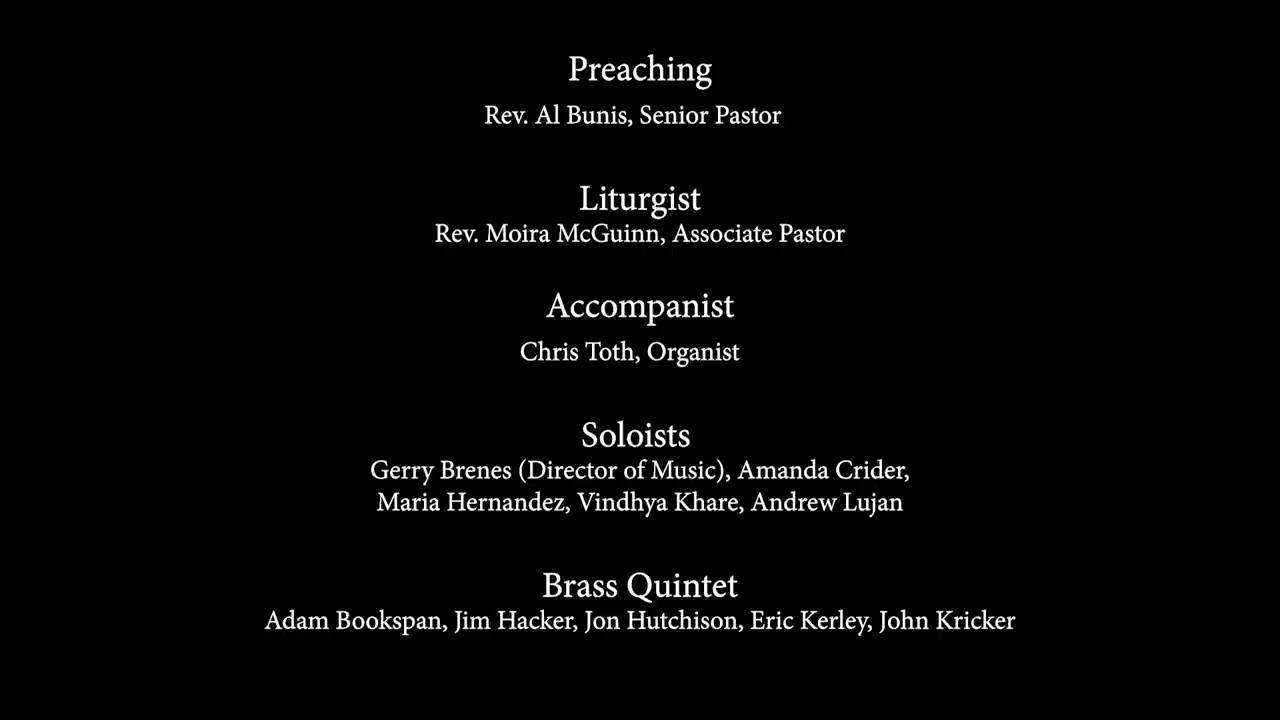 Preaching
Rev. Al Bunis, Senior Pastor
Liturgist
Rev. Moira McGuinn, Associate Pastor
Accompanist
Chris Toth, Organist
Soloists
Gerry Brenes (Director of Music), Amanda Crider,
Maria Hernandez, Vindhya Khare, Andrew Lujan
Brass Quintet
Adam Bookspan, Jim Hacker, Jon Hutchison, Eric Kerley, John Kricker